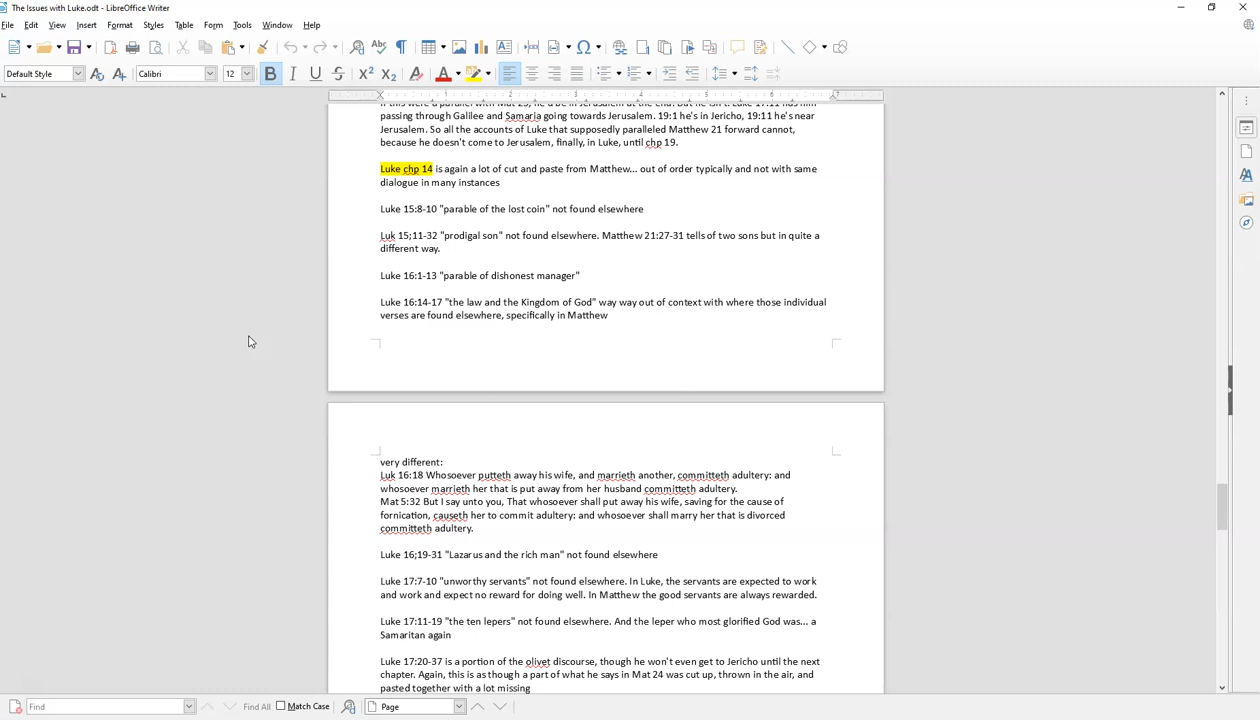 The Issues with Luke.odt - LibreOffice Writer
File Edit View Insert Format Styles Table Form Tools Window Help
Default Style Calibri 12
1 2 3 4 5 6 7
passing through Galilee and Samaria going towards Jerusalem. 19:1 he's in Jericho, 19:11 he's near
Jerusalem. So all the accounts of Luke that supposedly paralleled Matthew 21 forward cannot,
because he doesn't come to Jerusalem, finally, in Luke, until chp 19.
Luke chp 14 is again a lot of cut and paste from Matthew... out of order typically and not with same
dialogue in many instances
Luke 15:8-10 "parable of the lost coin" not found elsewhere
Luk 15;11-32 "prodigal son" not found elsewhere. Matthew 21:27-31 tells of two sons but in quite a
different way.
Luke 16:1-13 "parable of dishonest manager"
Luke 16:14-17 "the law and the Kingdom of God" way way out of context with where those individual
verses are found elsewhere, specifically in Matthew
very different:
Luk 16:18 Whosoever putteth away his wife, and marrieth another, committeth adultery: and
whosoever marrieth her that is put away from her husband committeth adultery.
Mat 5:32 But I say unto you, That whosoever shall put away his wife, saving for the cause of
fornication, causeth her to commit adultery: and whosoever shall marry her that is divorced
committeth adultery.
Luke 16;19-31 "Lazarus and the rich man" not found elsewhere
Luke 17:7-10 "unworthy servants" not found elsewhere. In Luke, the servants are expected to work
and work and expect no reward for doing well. In Matthew the good servants are always rewarded.
Luke 17:11-19 "the ten lepers" not found elsewhere. And the leper who most glorified God was... a
Samaritan again
Luke 17:20-37 is a portion of the olivet discourse, though he won't even get to Jericho until the next
chapter. Again, this is as though a part of what he says in Mat 24 was cut up, thrown in the air, and
pasted together with a lot missing
Find Find All Match Case Page